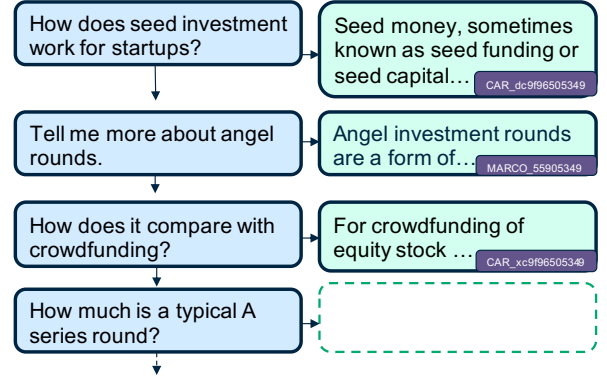 How does seed investment
work for startups?
Seed money, sometimes
known as seed funding or
seed capital…
CAR_dc9f96505349
Tell me more about angel
rounds.
Angel investment rounds
are a form of…
MARCO_55905349
How does it compare with
crowdfunding?
For crowdfunding of
equity stock …
CAR_xc9f96505349
How much is a typical A
series round?